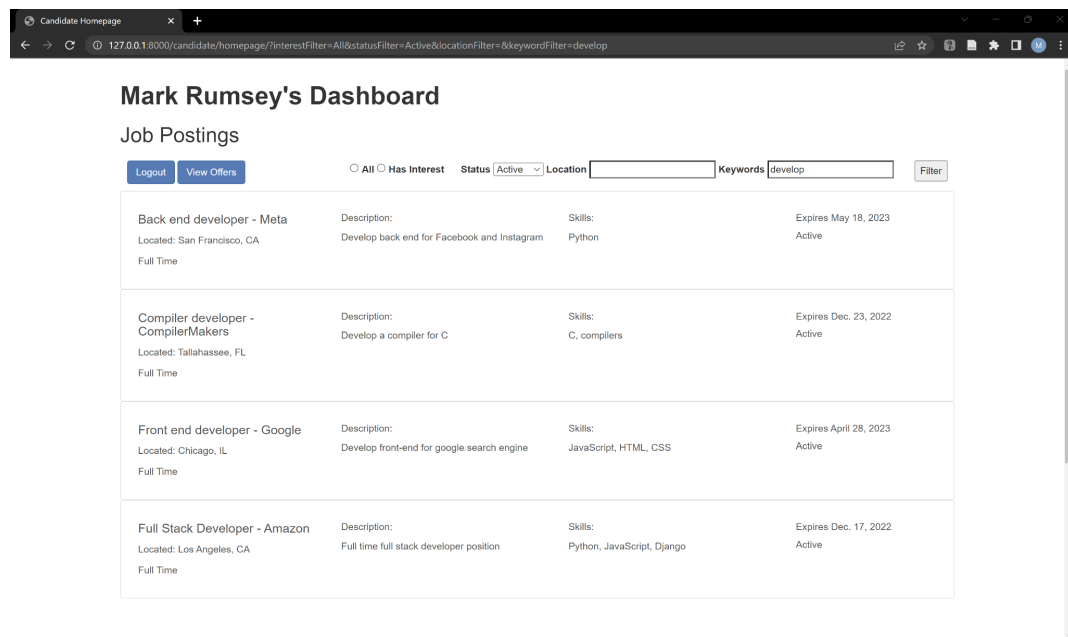 Candidate Homepage
127.0.0.1:8000/candidate/homepage/?interestFilter=All&statusFilter=Active&locationFilter=&keywordFilter=develop
M
Mark Rumsey's Dashboard
Job Postings
Logout View Offers All Has Interest Status Active Location Keywords develop Filter
Back end developer - Meta
Located: San Francisco, CA
Full Time
Description:
Develop back end for Facebook and Instagram
Skills:
Python
Expires May 18, 2023
Active
Compiler developer -
CompilerMakers
Located: Tallahassee, FL
Full Time
Description:
Develop a compiler for C
Skills:
C, compilers
Expires Dec. 23, 2022
Active
Front end developer - Google
Located: Chicago, IL
Full Time
Description:
Develop front-end for google search engine
Skills:
JavaScript, HTML, CSS
Expires April 28, 2023
Active
Full Stack Developer - Amazon
Located: Los Angeles, CA
Full Time
Description:
Full time full stack developer position
Skills:
Python, JavaScript, Django
Expires Dec. 17, 2022
Active